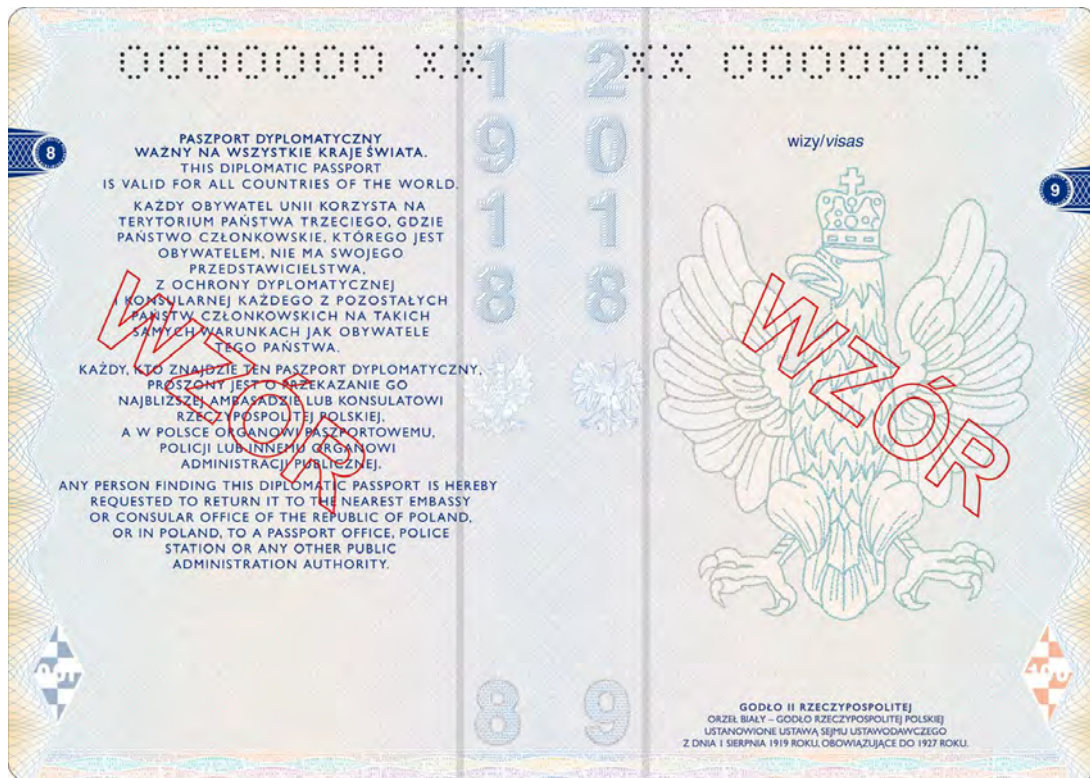 0000000 XX
XX 0000000
8
PASZPORT DYPLOMATYCZNY
WAŻNY NA WSZYSTKIE KRAJE ŚWIATA.
THIS DIPLOMATIC PASSPORT
IS VALID FOR ALL COUNTRIES OF THE WORLD.
KAŻDY OBYWATEL UNII KORZYSTA NA
TERYTORIUM PAŃSTWA TRZECIEGO, GDZIE
PAŃSTWO CZŁONKOWSKIE, KTÓREGO JEST
OBYWATELEM, NIE MA SWOJEGO
PRZEDSTAWICIELSTWA,
Z OCHRONY DYPLOMATYCZNEJ
I KONSULARNEJ KAŻDEGO Z POZOSTAŁYCH
PAŃSTW CZŁONKOWSKICH NA TAKICH
SAMYCH WARUNKACH JAK OBYWATELE
TEGO PAŃSTWA.
KAŻDY, KTO ZNAJDZIE TEN PASZPORT DYPLOMATYCZNY,
PROSZONY JEST O PRZEKAZANIE GO
NAJBLIŻSZEJ AMBASADZIE LUB KONSULATOWI
RZECZYPOSPOLITEJ POLSKIEJ,
A W POLSCE ORGANOWI PASZPORTOWEMU,
POLICJI LUB INNEMU ORGANOWI
ADMINISTRACJI PUBLICZNEJ.
ANY PERSON FINDING THIS DIPLOMATIC PASSPORT IS HEREBY
REQUESTED TO RETURN IT TO THE NEAREST EMBASSY
OR CONSULAR OFFICE OF THE REPUBLIC OF POLAND,
OR IN POLAND, TO A PASSPORT OFFICE, POLICE
STATION OR ANY OTHER PUBLIC
ADMINISTRATION AUTHORITY.
WZÓR
1918
8
2018
9
wizy/visas
9
WZÓR
100
GODŁO II RZECZYPOSPOLITEJ
ORZEŁ BIAŁY – GODŁO RZECZYPOSPOLITEJ POLSKIEJ
USTANOWIONE USTAWĄ SEJMU USTAWODAWCZEGO
Z DNIA 1 SIERPNIA 1919 ROKU, OBOWIĄZUJĄCE DO 1927 ROKU.